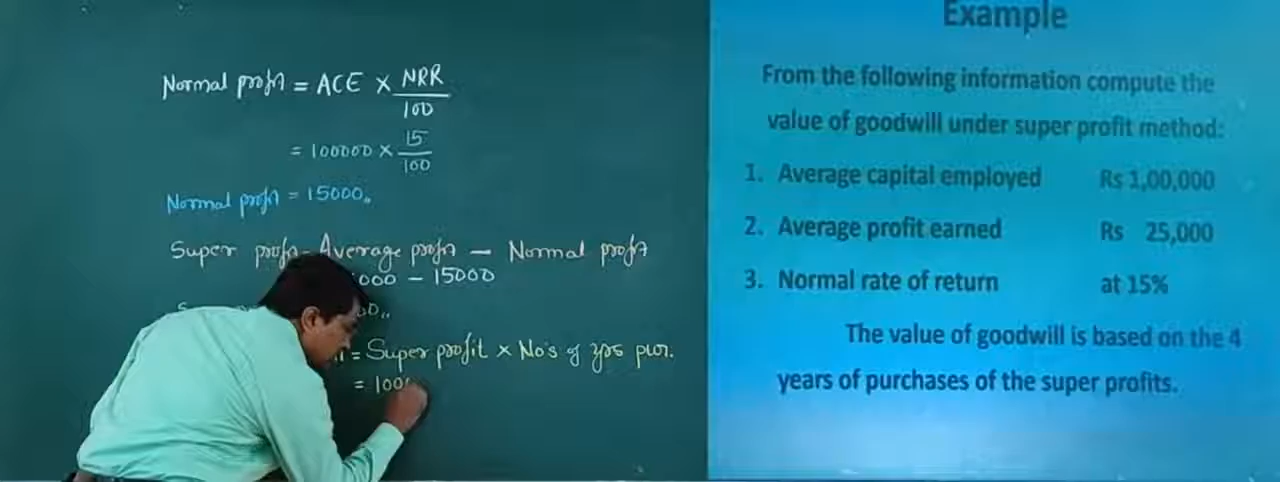 Normal profit = ACE × NRR
100
= 100000 × 15
100
Normal profit = 15000,,
Super profit = Average profit − Normal profit
000 − 15000
= Super profit × No's of yrs pur.
= 100
Example
From the following information compute the
value of goodwill under super profit method:
1. Average capital employed Rs 1,00,000
2. Average profit earned Rs 25,000
3. Normal rate of return at 15%
The value of goodwill is based on the 4
years of purchases of the super profits.